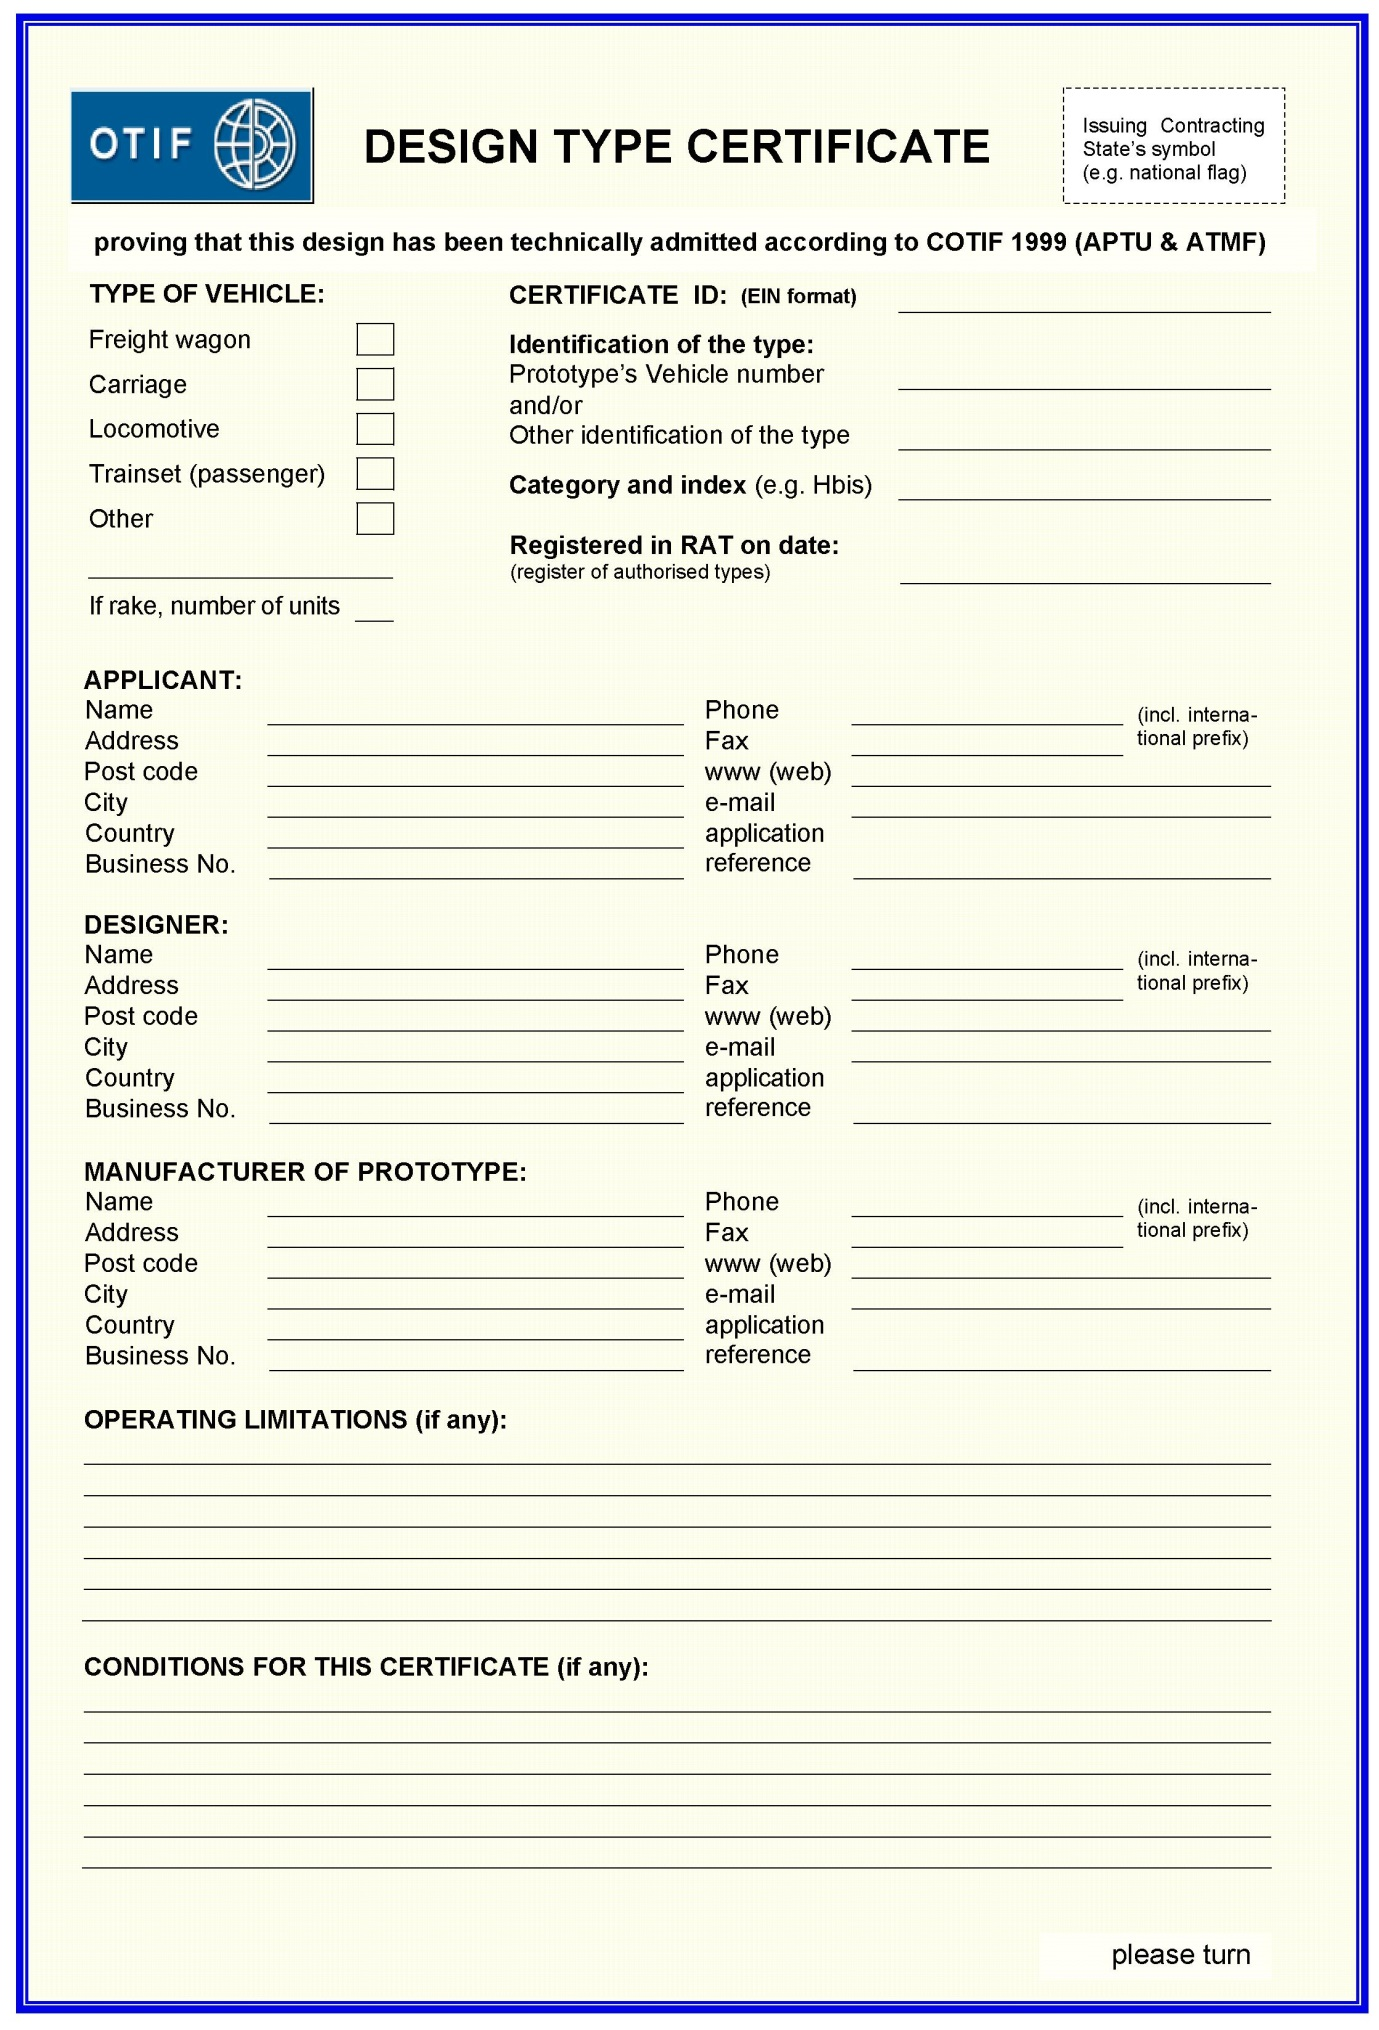 OTIF
DESIGN TYPE CERTIFICATE
Issuing Contracting
State's symbol
(e.g. national flag)
proving that this design has been technically admitted according to COTIF 1999 (APTU & ATMF)
TYPE OF VEHICLE:
Freight wagon
Carriage
Locomotive
Trainset (passenger)
Other
If rake, number of units
CERTIFICATE ID: (EIN format)
Identification of the type:
Prototype's Vehicle number
and/or
Other identification of the type
Category and index (e.g. Hbis)
Registered in RAT on date:
(register of authorised types)
APPLICANT:
Name
Address
Post code
City
Country
Business No.
Phone
Fax
www (web)
e-mail
application
reference
(incl. interna-
tional prefix)
DESIGNER:
Name
Address
Post code
City
Country
Business No.
Phone
Fax
www (web)
e-mail
application
reference
(incl. interna-
tional prefix)
MANUFACTURER OF PROTOTYPE:
Name
Address
Post code
City
Country
Business No.
Phone
Fax
www (web)
e-mail
application
reference
(incl. interna-
tional prefix)
OPERATING LIMITATIONS (if any):
CONDITIONS FOR THIS CERTIFICATE (if any):
please turn